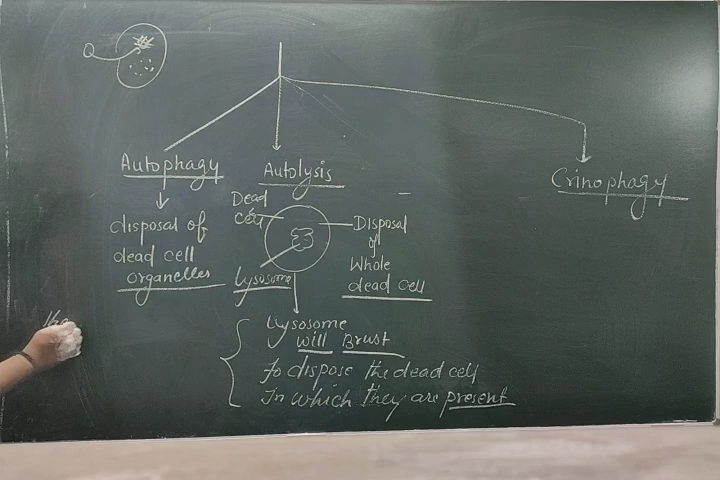 Autophagy
disposal of
dead cell
organelles
Autolysis
Dead
cell
Lysosome
Disposal
of
Whole
dead cell
Lysosome
will Brust
to dispose the dead cell
In which they are present
Crinophagy